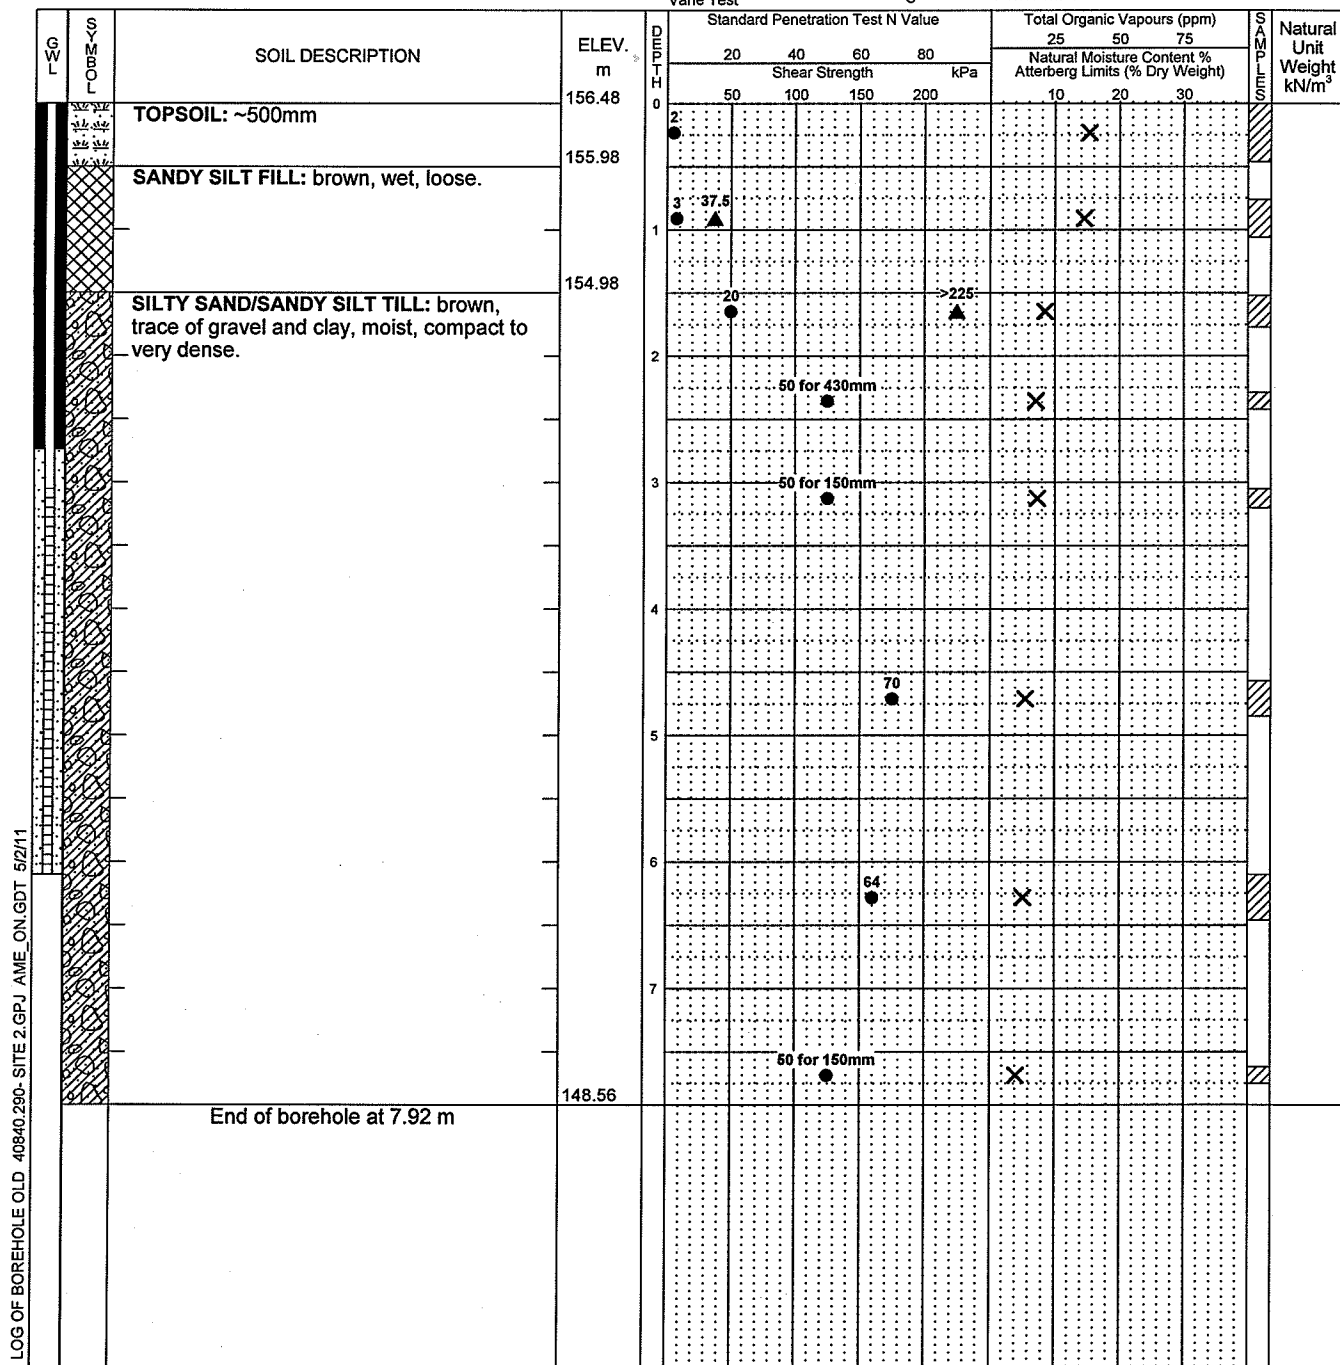 Vane Test
GWL
SYMBOL
SOIL DESCRIPTION
ELEV.
m
DEPTH
Standard Penetration Test N Value
20 40 60 80
Shear Strength kPa
50 100 150 200
Total Organic Vapours (ppm)
25 50 75
Natural Moisture Content %
Atterberg Limits (% Dry Weight)
10 20 30
SAMPLES
Natural
Unit
Weight
kN/m³
156.48
0
TOPSOIL: ~500mm
2
155.98
SANDY SILT FILL: brown, wet, loose.
3 37.5
1
154.98
SILTY SAND/SANDY SILT TILL: brown,
trace of gravel and clay, moist, compact to
very dense.
20 >225
2
50 for 430mm
3
50 for 150mm
4
70
5
6
64
7
50 for 150mm
148.56
End of borehole at 7.92 m
LOG OF BOREHOLE OLD 40840.290- SITE 2.GPJ AME_ON.GDT 5/2/11